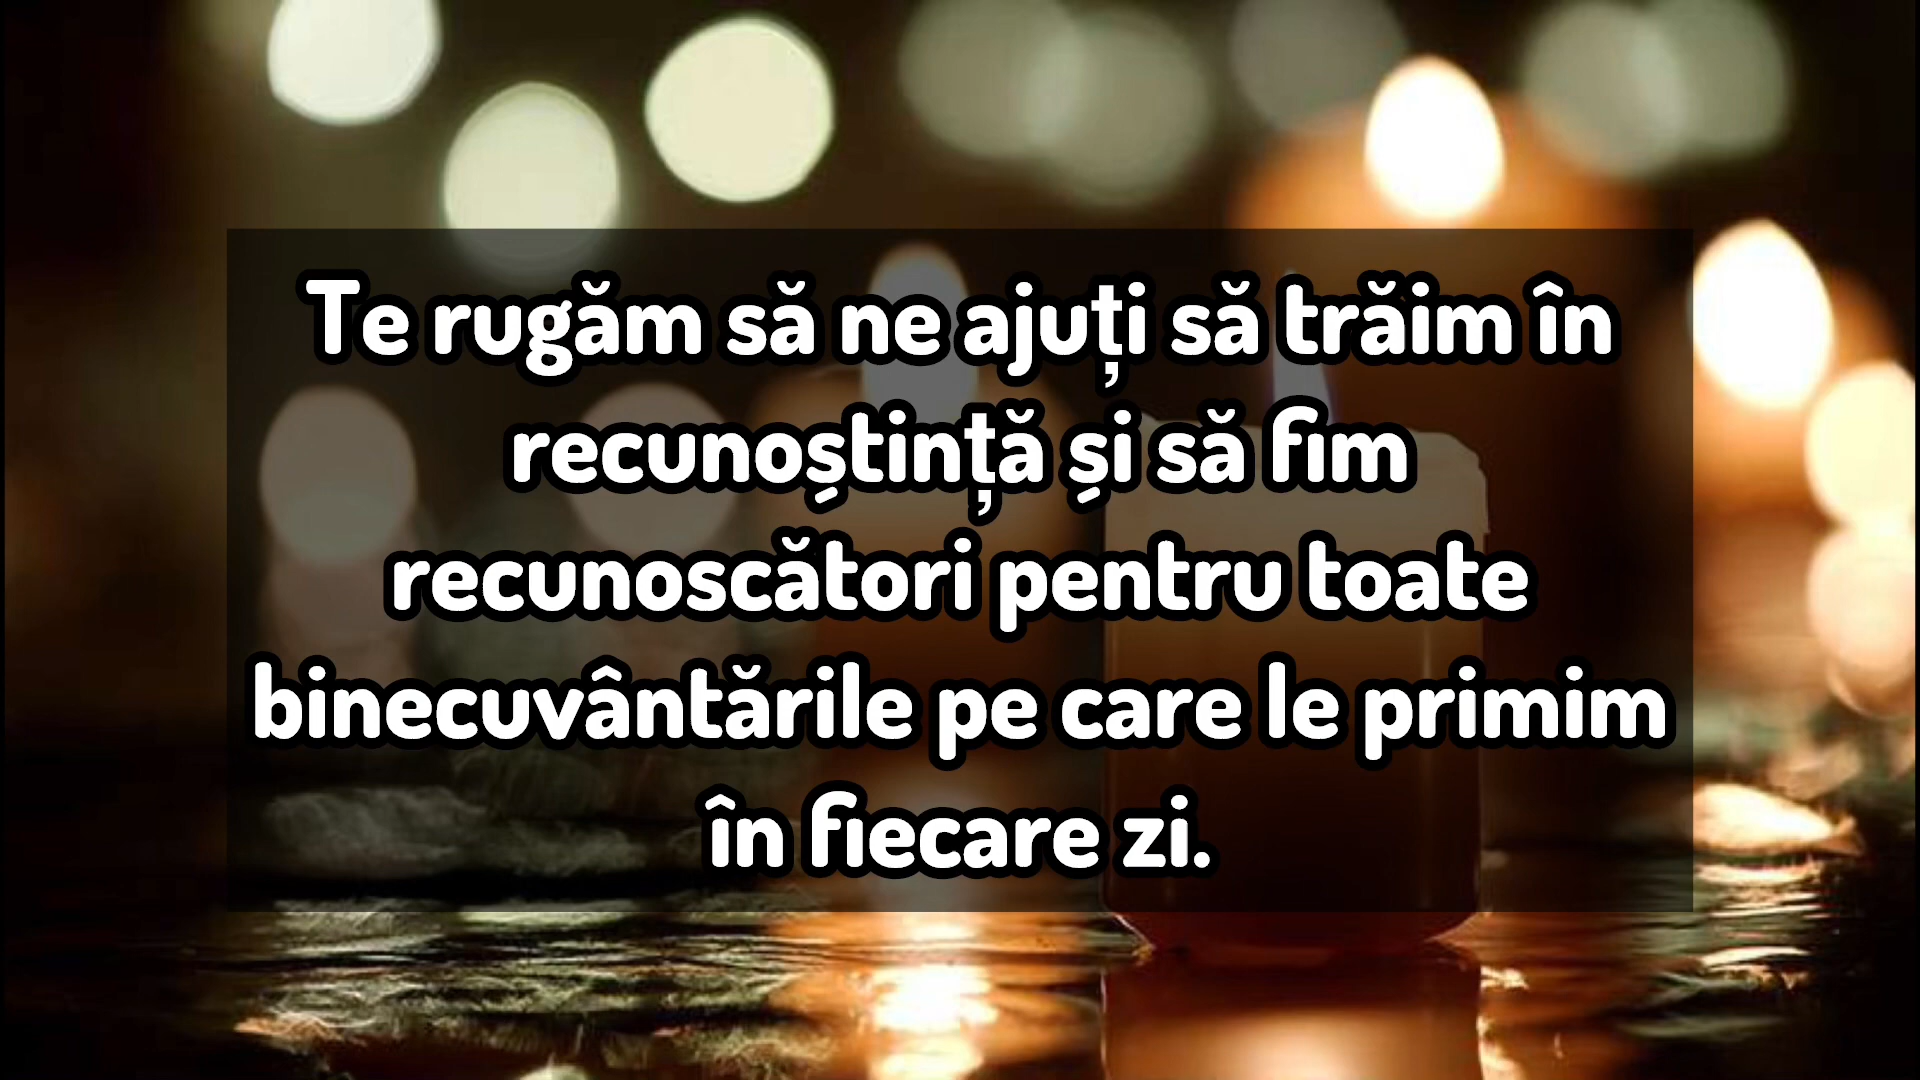 Te rugăm să ne ajuți să trăim în
recunoștință și să fim
recunoscători pentru toate
binecuvântările pe care le primim
în fiecare zi.